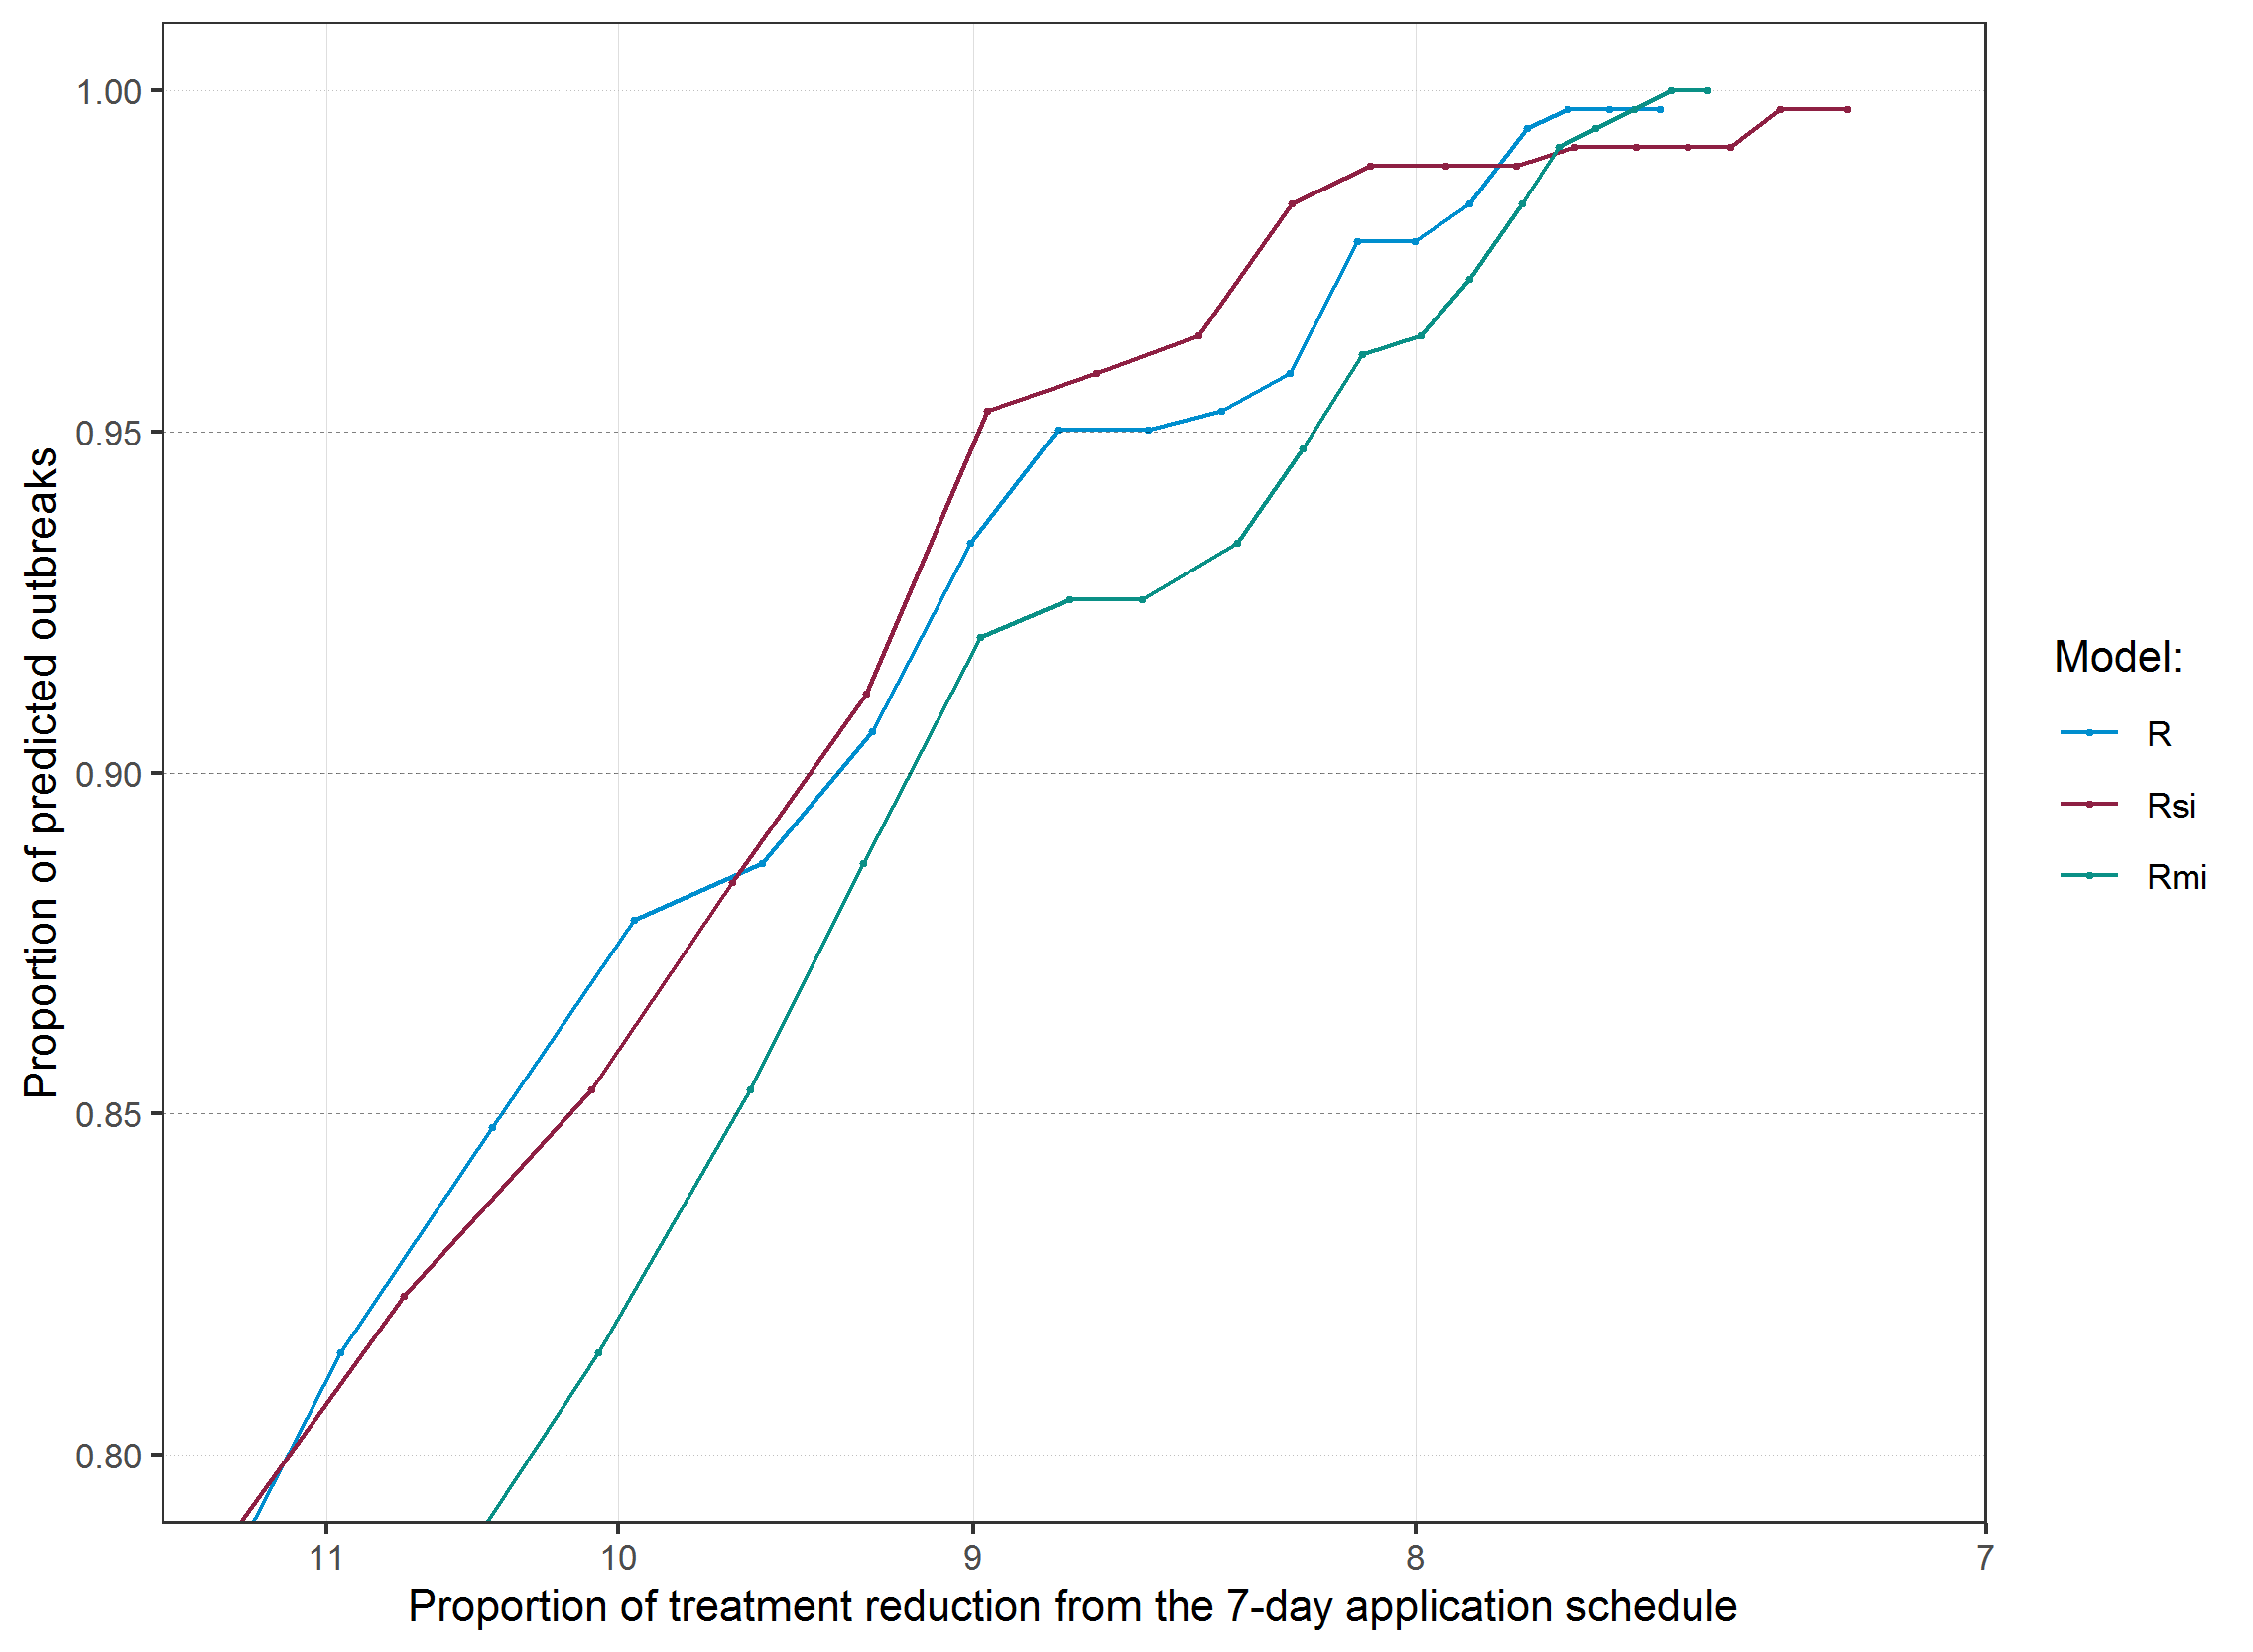 1.00
0.95
0.90
0.85
0.80
Proportion of predicted outbreaks
11 10 9 8 7
Proportion of treatment reduction from the 7-day application schedule
Model:
R
Rsi
Rmi